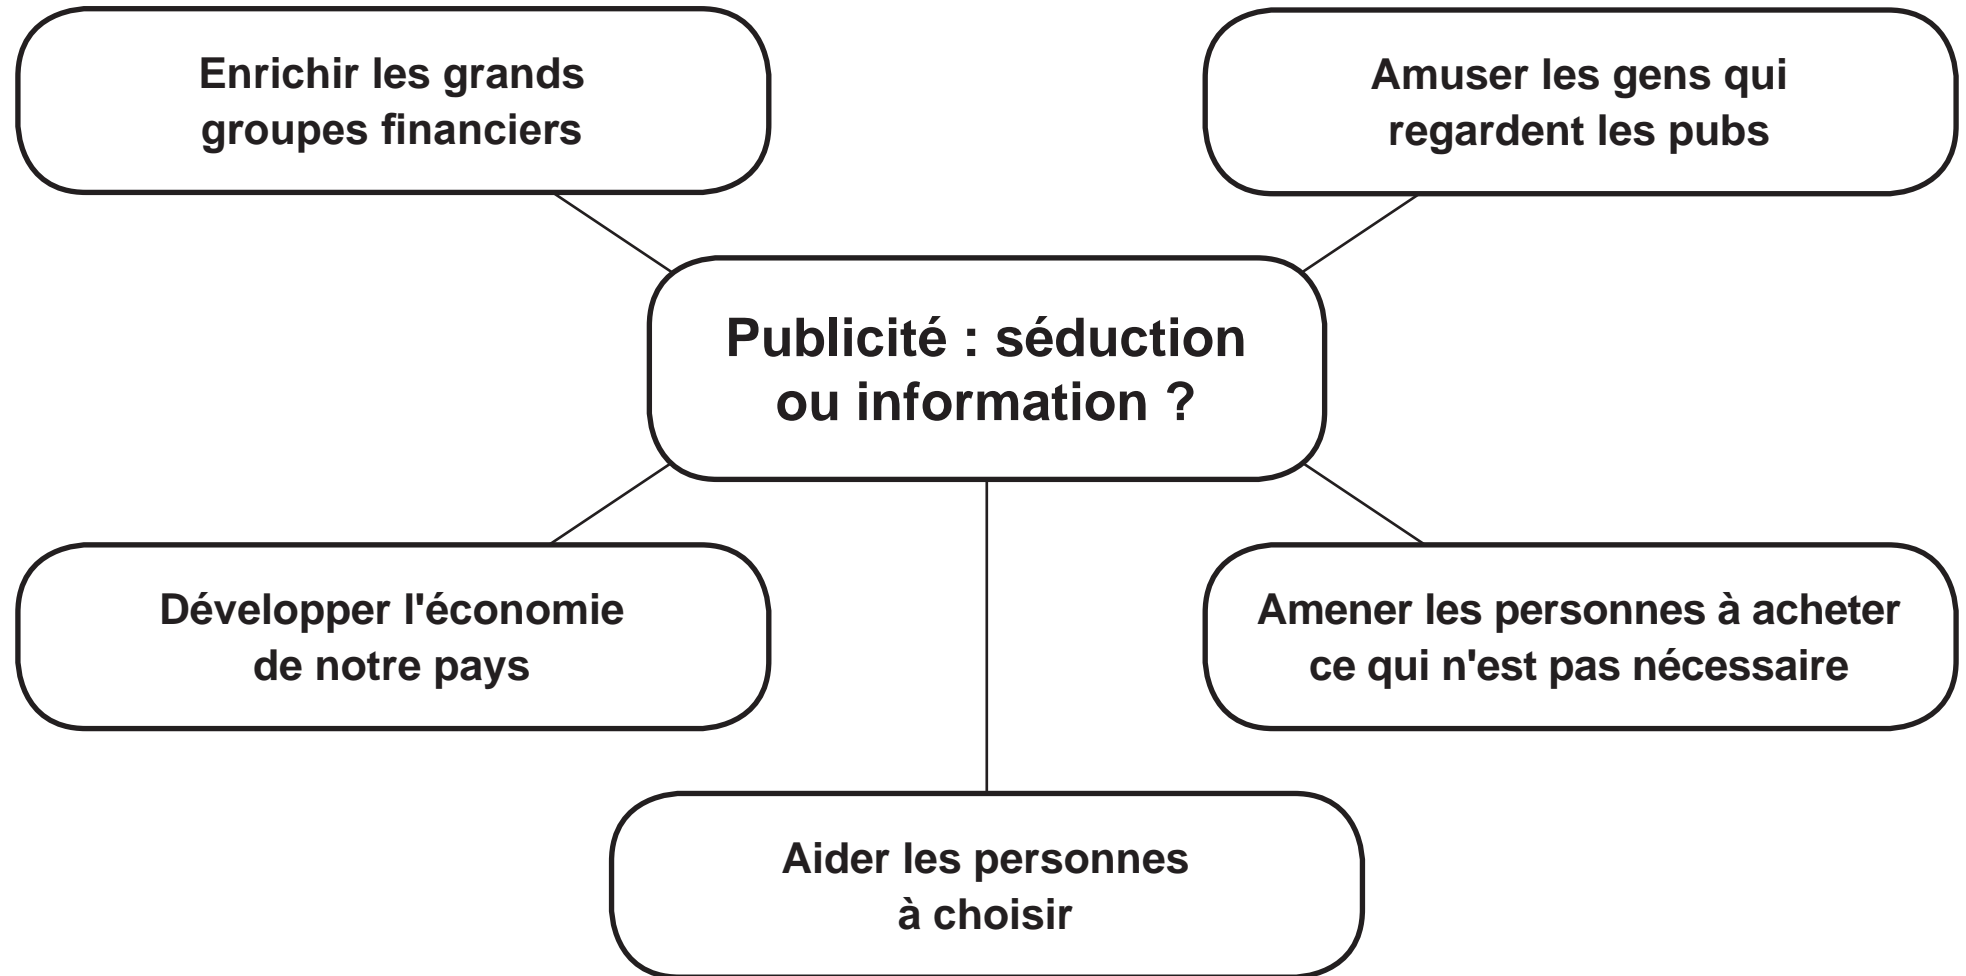 Enrichir les grands
groupes financiers
Amuser les gens qui
regardent les pubs
Publicité : séduction
ou information ?
Développer l'économie
de notre pays
Amener les personnes à acheter
ce qui n'est pas nécessaire
Aider les personnes
à choisir